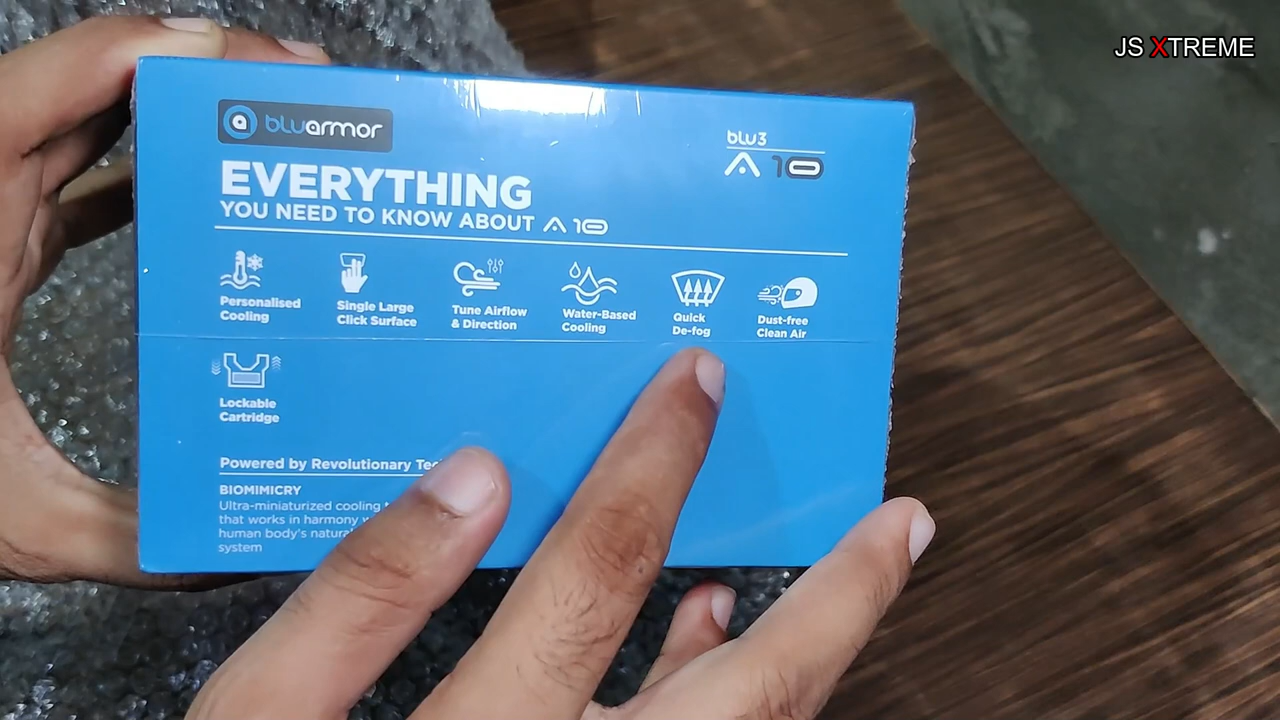 JS XTREME
bluarmor
blu3
A 10
EVERYTHING
YOU NEED TO KNOW ABOUT A 10
Personalised
Cooling
Single Large
Click Surface
Tune Airflow
& Direction
Water-Based
Cooling
Quick
De-fog
Dust-free
Clean Air
Lockable
Cartridge
Powered by Revolutionary
BIOMIMICRY
Ultra-miniaturized cooling
that works in harmony
human body's
system